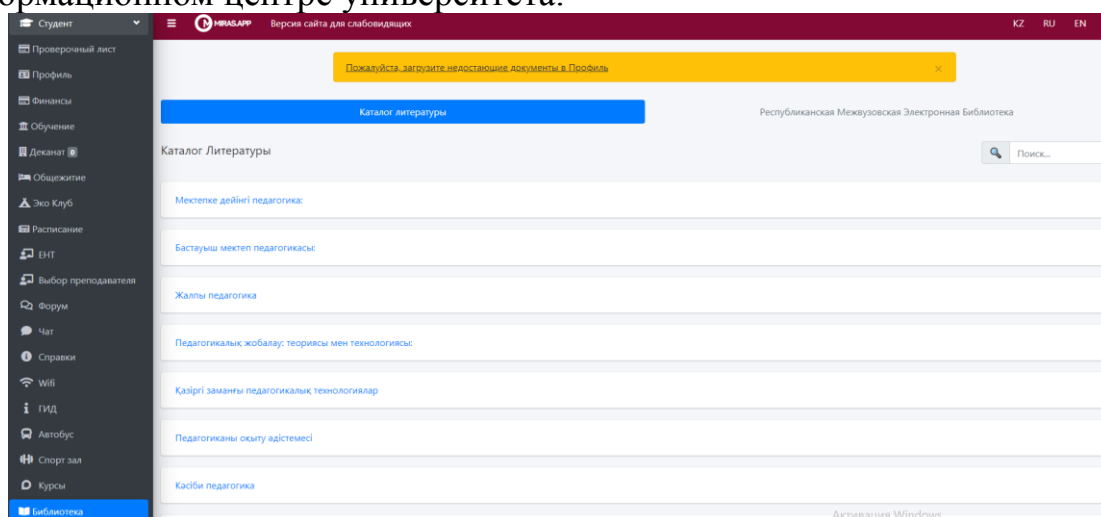 ормационном центре университета.
Студент
MIRAS.APP Версия сайта для слабовидящих KZ RU EN
Проверочный лист
Профиль
Финансы
Обучение
Деканат 0
Общежитие
Эко Клуб
Расписание
ЕНТ
Выбор преподавателя
Форум
Чат
Справки
Wifi
ГИД
Автобус
Спорт зал
Курсы
Библиотека
Пожалуйста, загрузите недостающие документы в Профиль ×
Каталог литературы Республиканская Межвузовская Электронная Библиотека
Каталог Литературы Поиск...
Мектепке дейінгі педагогика:
Бастауыш мектеп педагогикасы:
Жалпы педагогика
Педагогикалық жобалау: теориясы мен технологиясы:
Қазіргі заманғы педагогикалық технологиялар
Педагогиканы оқыту әдістемесі
Кәсіби педагогика
Активация Windows